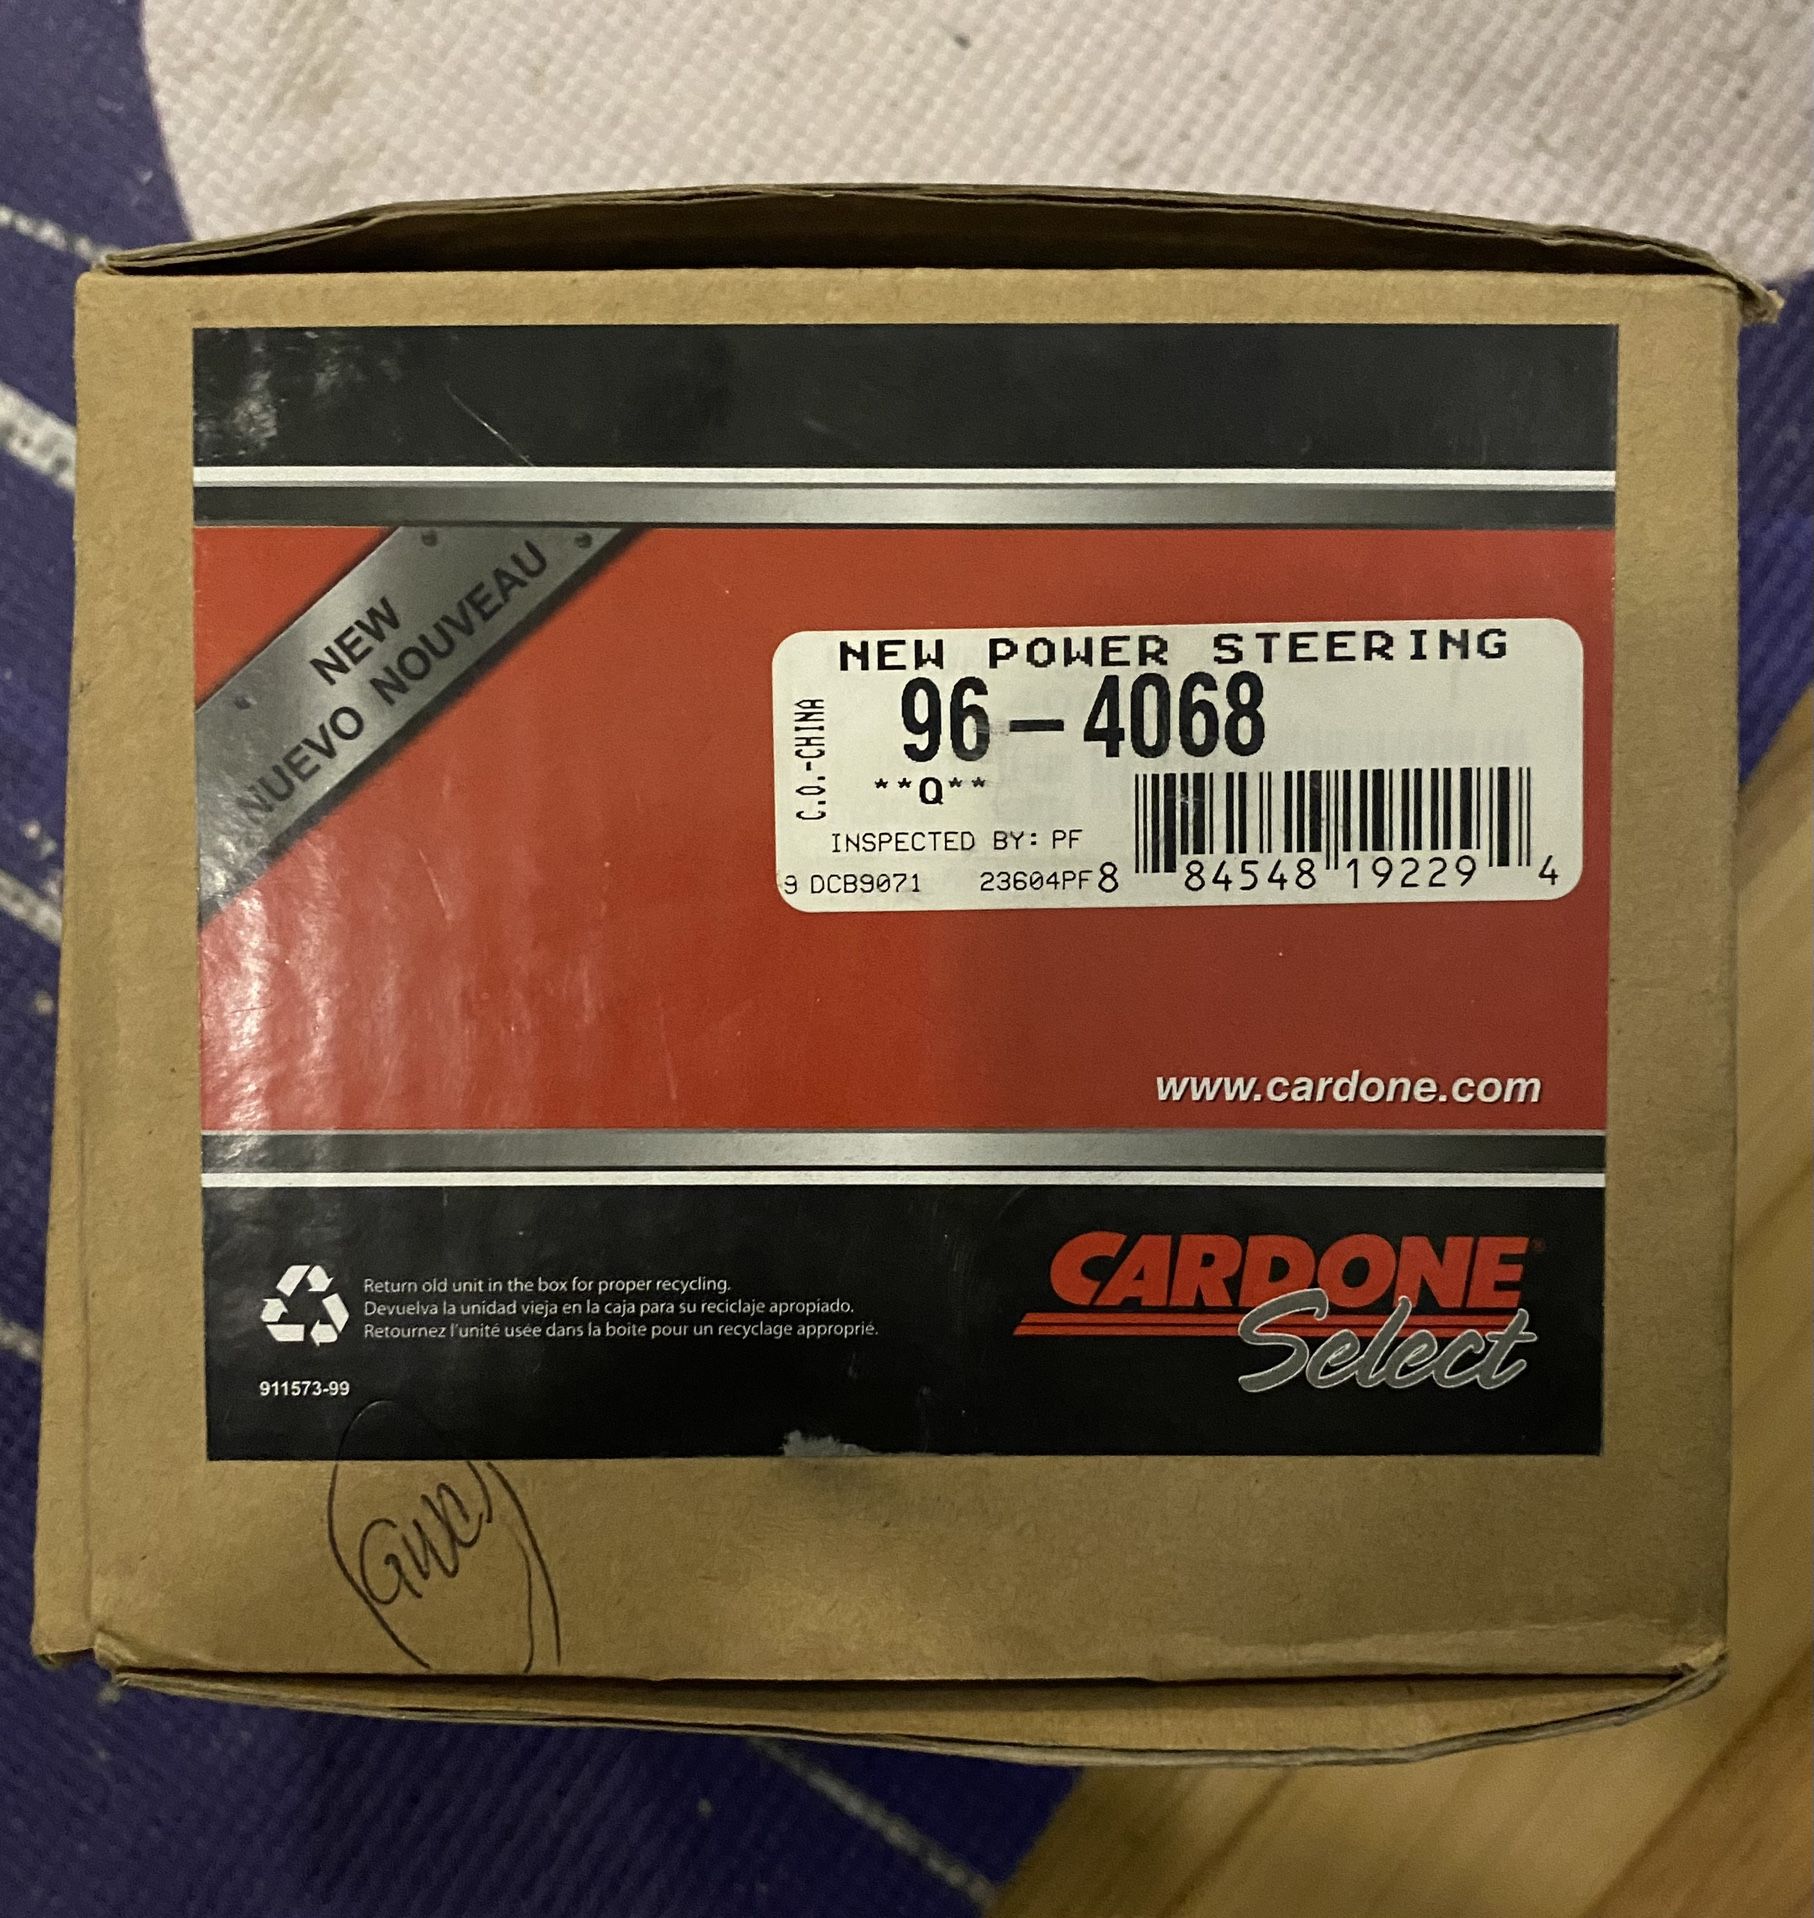 NEW
NUEVO NOUVEAU
NEW POWER STEERING
96-4068
C.O.-CHINA
**Q**
INSPECTED BY: PF
9 DCB9071 23604PF
8 84548 19229 4
www.cardone.com
CARDONE®
Select
Return old unit in the box for proper recycling.
Devuelva la unidad vieja en la caja para su reciclaje apropiado.
Retournez l'unité usée dans la boite pour un recyclage approprié.
911573-99